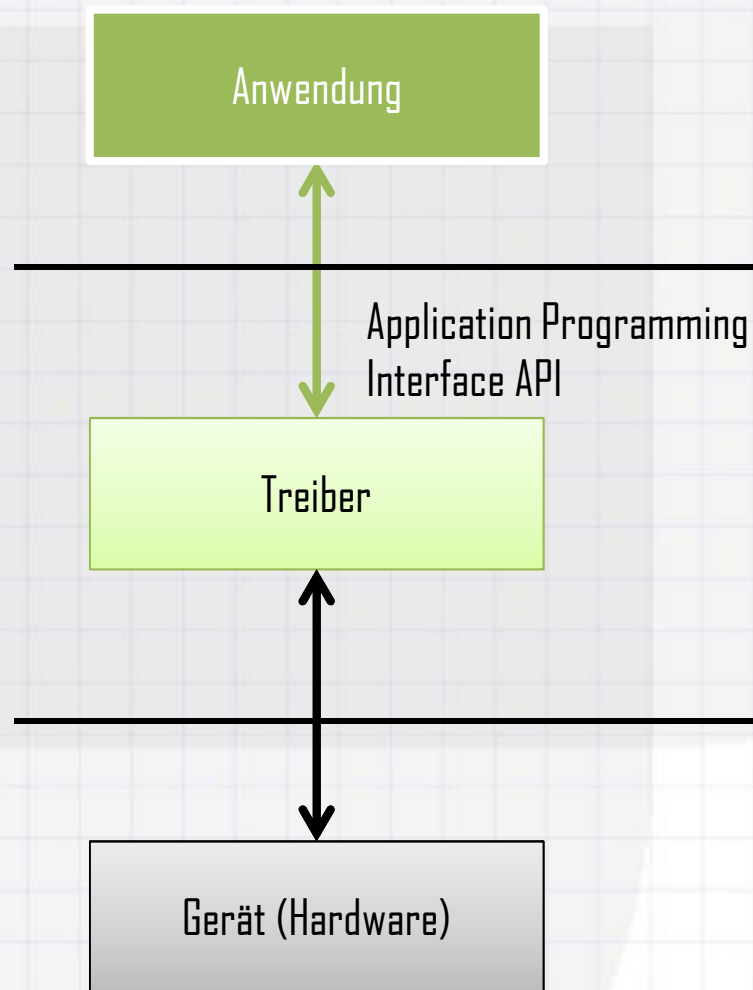 Anwendung
Application Programming
Interface API
Treiber
Gerät (Hardware)